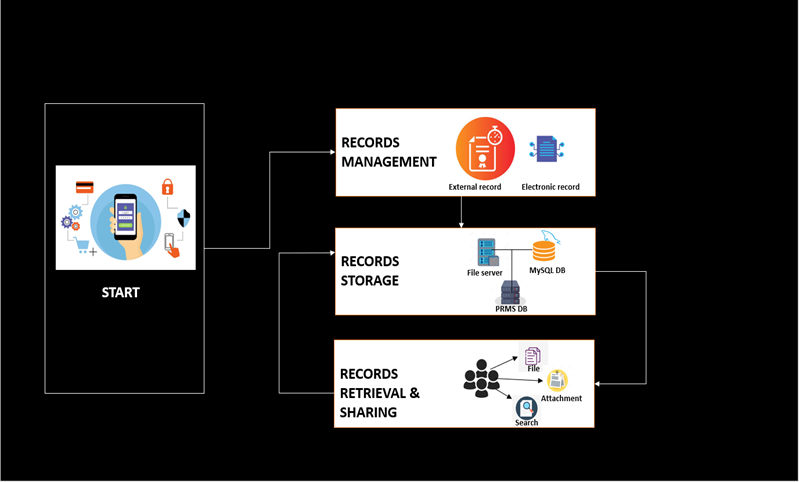 START
RECORDS
MANAGEMENT
External record
Electronic record
RECORDS
STORAGE
File server
MySQL DB
PRMS DB
RECORDS
RETRIEVAL &
SHARING
File
Attachment
Search